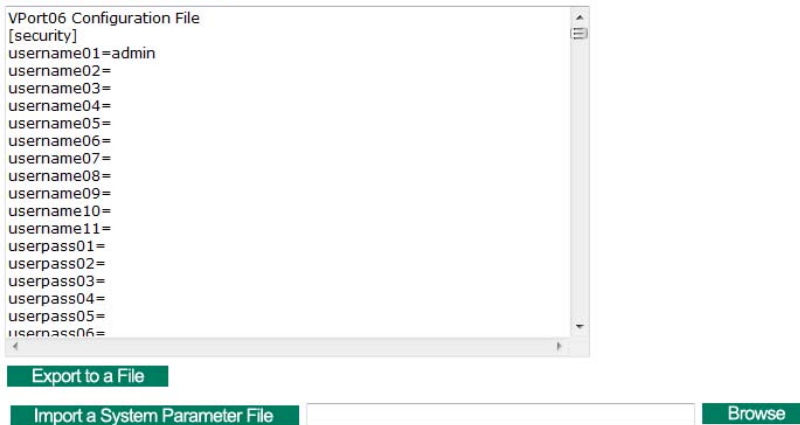 VPort06 Configuration File
[security]
username01=admin
username02=
username03=
username04=
username05=
username06=
username07=
username08=
username09=
username10=
username11=
userpass01=
userpass02=
userpass03=
userpass04=
userpass05=
userpass06=
Export to a File
Import a System Parameter File
Browse